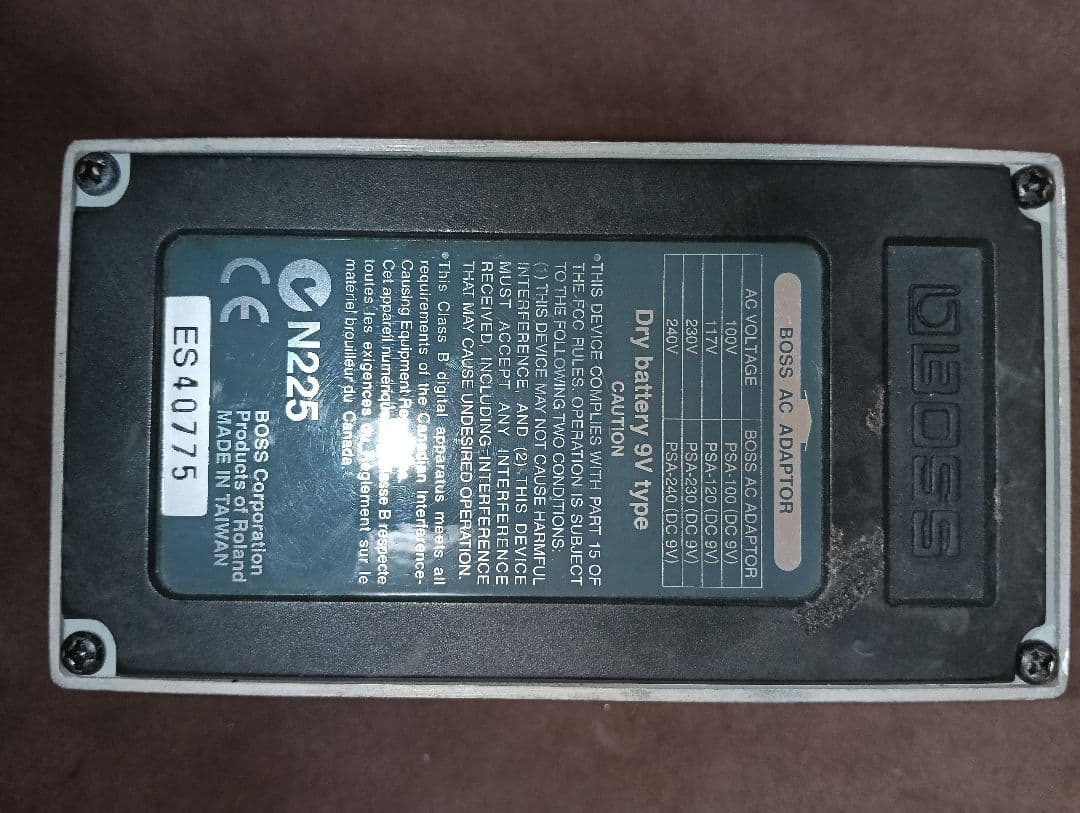 BOSS
BOSS AC ADAPTOR
AC VOLTAGE BOSS AC ADAPTOR
100V PSA-100 (DC 9V)
117V PSA-120 (DC 9V)
230V PSA-230 (DC 9V)
240V PSA-240 (DC 9V)
Dry battery 9V type
CAUTION
•THIS DEVICE COMPLIES WITH PART 15 OF
THE FCC RULES. OPERATION IS SUBJECT
TO THE FOLLOWING TWO CONDITIONS:
(1) THIS DEVICE MAY NOT CAUSE HARMFUL
INTERFERENCE, AND (2) THIS DEVICE
MUST ACCEPT ANY INTERFERENCE
RECEIVED, INCLUDING INTERFERENCE
THAT MAY CAUSE UNDESIRED OPERATION.
•This Class B digital apparatus meets all
requirements of the Canadian Interference-
Causing Equipment
Cet appareil B respecte
toutes les exigences sur le
matériel brouilleur du Canada.
N225
CE
BOSS Corporation
Products of Roland
MADE IN TAIWAN
ES40775